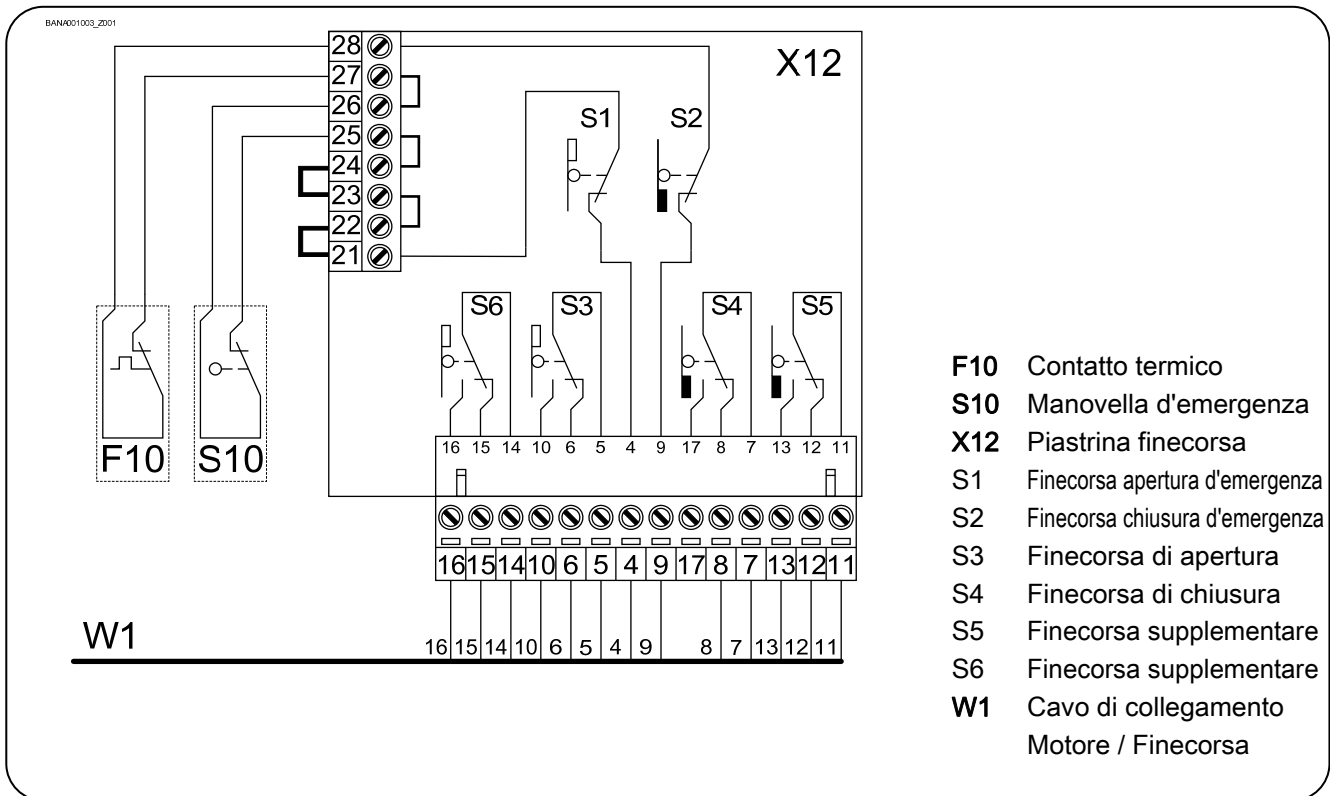 BANA001003_Z001
X12
28
27
26
25
24
23
22
21
S1 S2
S6 S3 S4 S5
F10 S10
16 15 14 10 6 5 4 9 17 8 7 13 12 11
16 15 14 10 6 5 4 9 17 8 7 13 12 11
W1
16 15 14 10 6 5 4 9 8 7 13 12 11
F10 Contatto termico
S10 Manovella d'emergenza
X12 Piastrina finecorsa
S1 Finecorsa apertura d'emergenza
S2 Finecorsa chiusura d'emergenza
S3 Finecorsa di apertura
S4 Finecorsa di chiusura
S5 Finecorsa supplementare
S6 Finecorsa supplementare
W1 Cavo di collegamento
Motore / Finecorsa